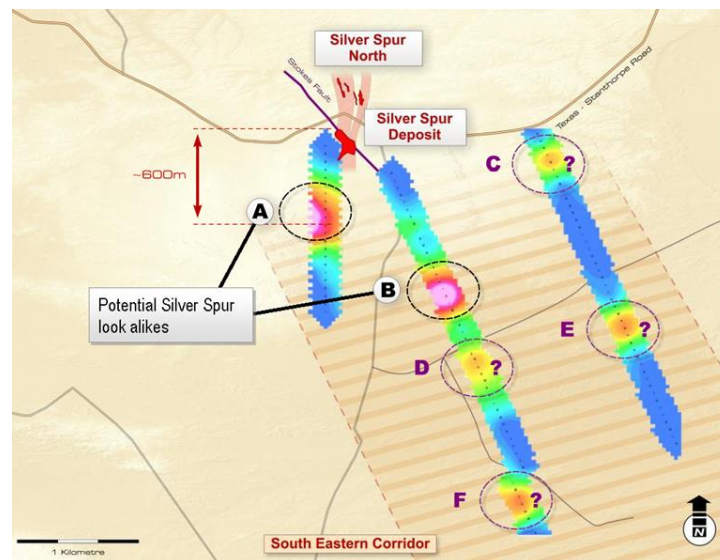 Silver Spur
North
Stokes Fault
Silver Spur
Deposit
Texas - Stanthorpe Road
~600m
C
?
A
B
Potential Silver Spur
look alikes
E
?
D
?
F
?
1 Kilometre
South Eastern Corridor
N